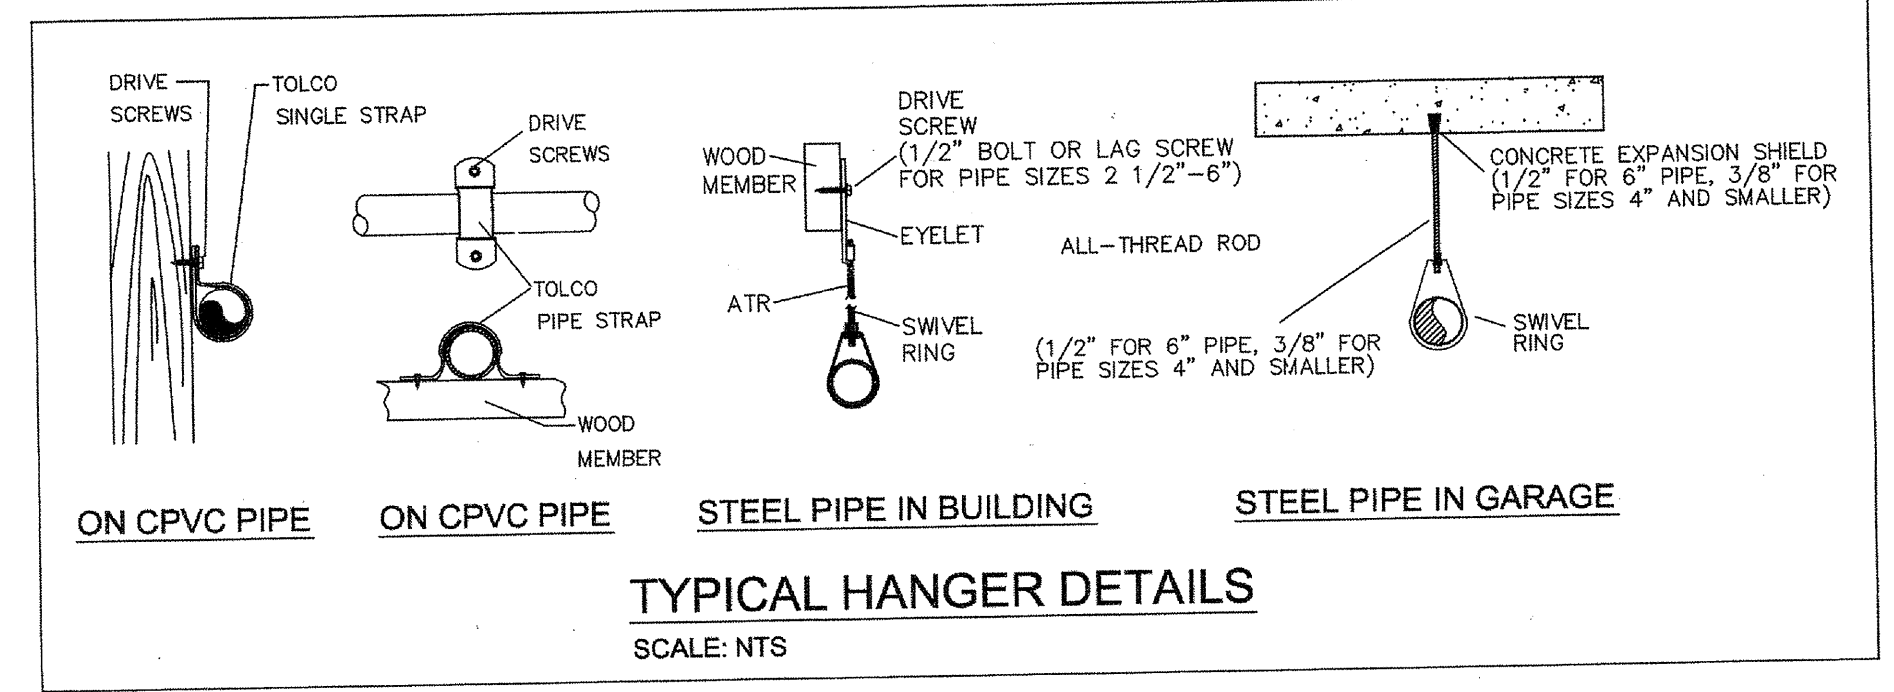 DRIVE
SCREWS
TOLCO
SINGLE STRAP
ON CPVC PIPE
DRIVE
SCREWS
TOLCO
PIPE STRAP
WOOD
MEMBER
ON CPVC PIPE
WOOD
MEMBER
DRIVE
SCREW
(1/2" BOLT OR LAG SCREW
FOR PIPE SIZES 2 1/2"-6")
EYELET
ATR
SWIVEL
RING
STEEL PIPE IN BUILDING
CONCRETE EXPANSION SHIELD
(1/2" FOR 6" PIPE, 3/8" FOR
PIPE SIZES 4" AND SMALLER)
ALL-THREAD ROD
(1/2" FOR 6" PIPE, 3/8" FOR
PIPE SIZES 4" AND SMALLER)
SWIVEL
RING
STEEL PIPE IN GARAGE
TYPICAL HANGER DETAILS
SCALE: NTS